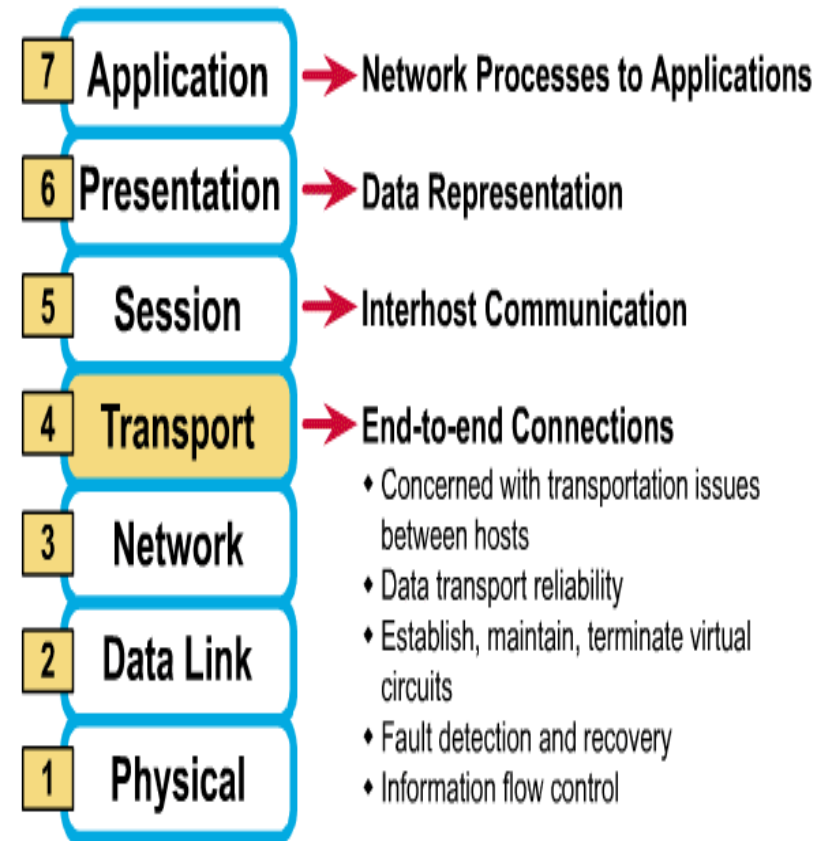 7 Application Network Processes to Applications
6 Presentation Data Representation
5 Session Interhost Communication
4 Transport End-to-end Connections
• Concerned with transportation issues
between hosts
• Data transport reliability
• Establish, maintain, terminate virtual
circuits
• Fault detection and recovery
• Information flow control
3 Network
2 Data Link
1 Physical